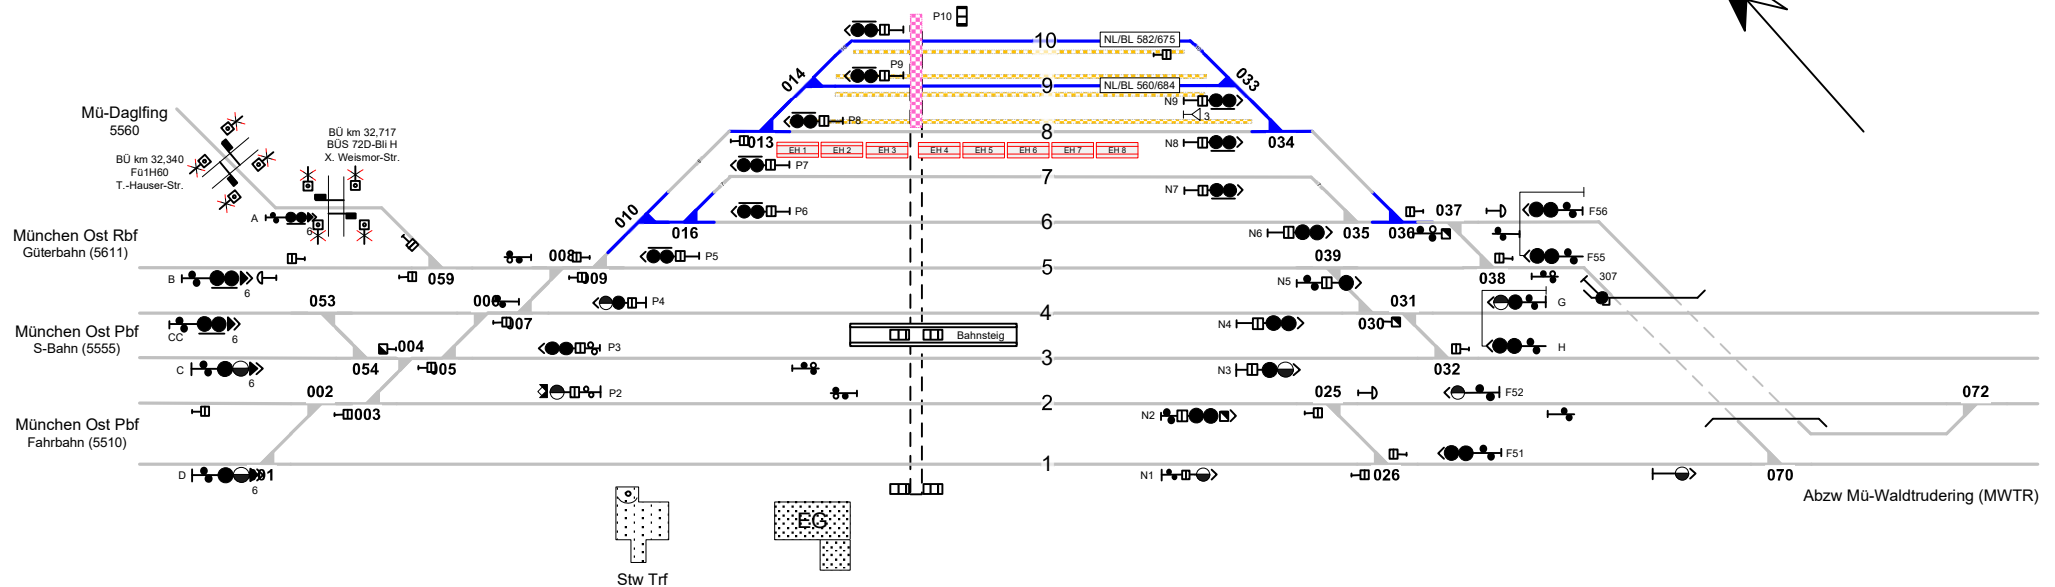 P10
10
NL/BL 582/675
P9
014
033
9
NL/BL 560/684
N9
3
P8
8
013
034
N8
EH 1
EH 2
EH 3
EH 4
EH 5
EH 6
EH 7
EH 8
P7
7
N7
P6
6
010
016
N6
035
036
037
F56
Mü-Daglfing
5560
BÜ km 32,340
Fü1H60
T.-Hauser-Str.
BÜ km 32,717
BÜS 72D-Bli H
X. Weismor-Str.
A
6
München Ost Rbf
Güterbahn (5611)
B
6
059
008
009
P5
5
039
N5
038
F55
307
053
006
007
P4
4
N4
031
030
G
München Ost Pbf
S-Bahn (5555)
CC
6
004
054
005
P3
Bahnsteig
3
N3
032
H
C
6
002
003
P2
2
025
N2
F52
072
München Ost Pbf
Fahrbahn (5510)
D
6
001
1
N1
026
F51
070
Abzw Mü-Waldtrudering (MWTR)
EG
Stw Trf